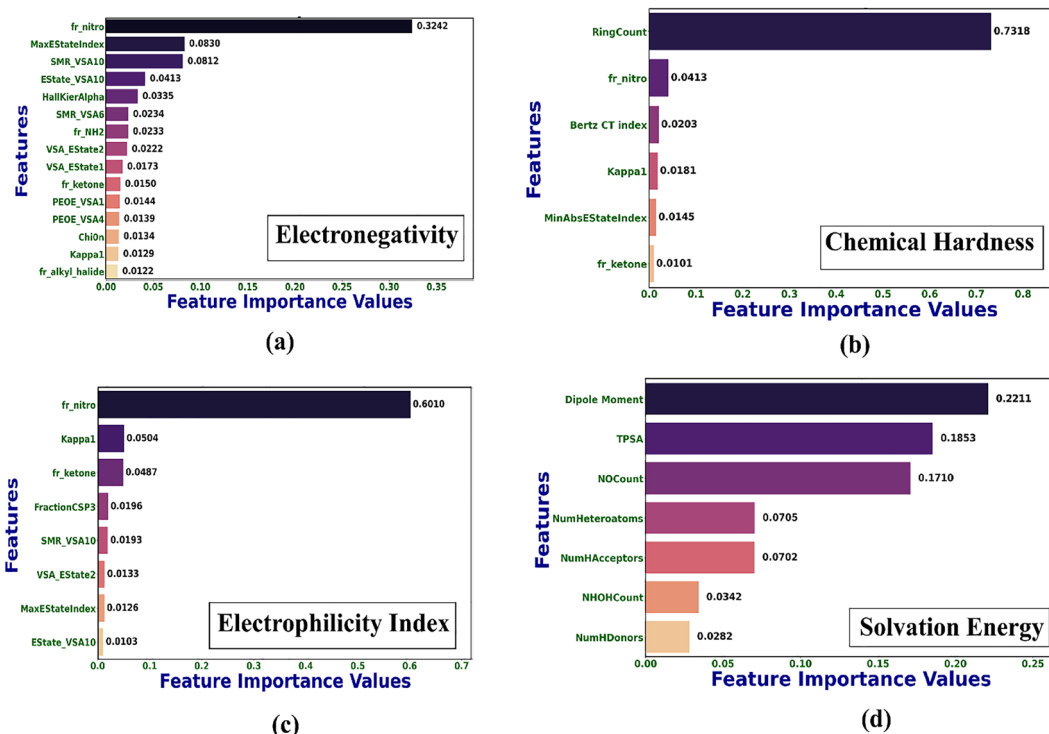 fr_nitro 0.3242
MaxEStateIndex 0.0830
SMR_VSA10 0.0812
EState_VSA10 0.0413
HallKierAlpha 0.0335
SMR_VSA6 0.0234
fr_NH2 0.0233
VSA_EState2 0.0222
VSA_EState1 0.0173
fr_ketone 0.0150
PEOE_VSA1 0.0144
PEOE_VSA4 0.0139
Chi0n 0.0134
Kappa1 0.0129
fr_alkyl_halide 0.0122
Features
Electronegativity
0.00 0.05 0.10 0.15 0.20 0.25 0.30 0.35
Feature Importance Values
(a)
RingCount 0.7318
fr_nitro 0.0413
Bertz CT index 0.0203
Kappa1 0.0181
MinAbsEStateIndex 0.0145
fr_ketone 0.0101
Features
Chemical Hardness
0.0 0.1 0.2 0.3 0.4 0.5 0.6 0.7 0.8
Feature Importance Values
(b)
fr_nitro 0.6010
Kappa1 0.0504
fr_ketone 0.0487
FractionCSP3 0.0196
SMR_VSA10 0.0193
VSA_EState2 0.0133
MaxEStateIndex 0.0126
EState_VSA10 0.0103
Features
Electrophilicity Index
0.0 0.1 0.2 0.3 0.4 0.5 0.6 0.7
Feature Importance Values
(c)
Dipole Moment 0.2211
TPSA 0.1853
NOCount 0.1710
NumHeteroatoms 0.0705
NumHAcceptors 0.0702
NHOHCount 0.0342
NumHDonors 0.0282
Features
Solvation Energy
0.00 0.05 0.10 0.15 0.20 0.25
Feature Importance Values
(d)